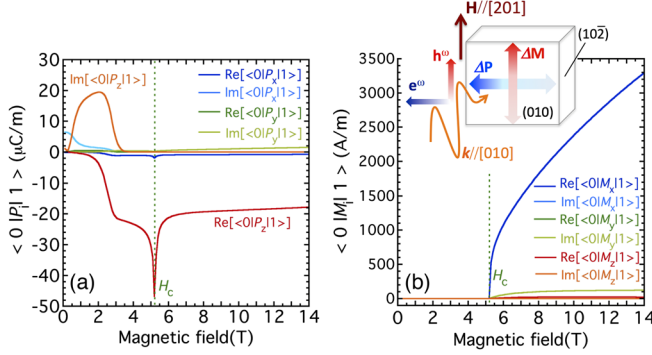 10
0
-10
-20
-30
-40
-50
< 0 |P_i| 1 > (μC/m)
Im[<0|P_z|1>]
Re[<0|P_x|1>]
Im[<0|P_x|1>]
Re[<0|P_y|1>]
Im[<0|P_y|1>]
Re[<0|P_z|1>]
(a)
H_c
0 2 4 6 8 10 12 14
Magnetic field(T)
H//[201]
h^ω
e^ω
ΔP
ΔM
(102̄)
(010)
k//[010]
3500
3000
2500
2000
1500
1000
500
0
< 0 |M_i| 1 > (A/m)
Re[<0|M_x|1>]
Im[<0|M_x|1>]
Re[<0|M_y|1>]
Im[<0|M_y|1>]
Re[<0|M_z|1>]
Im[<0|M_z|1>]
(b)
H_c
0 2 4 6 8 10 12 14
Magnetic field(T)